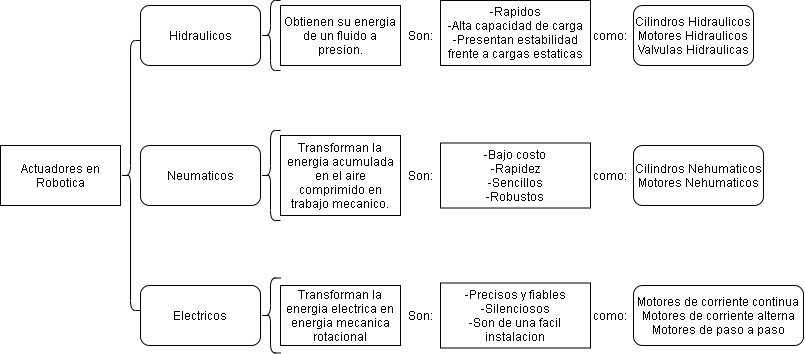 Actuadores en
Robotica
Hidraulicos
Obtienen su energia
de un fluido a
presion.
Son:
-Rapidos
-Alta capacidad de carga
-Presentan estabilidad
frente a cargas estaticas
como:
Cilindros Hidraulicos
Motores Hidraulicos
Valvulas Hidraulicas
Neumaticos
Transforman la
energia acumulada
en el aire
comprimido en
trabajo mecanico.
Son:
-Bajo costo
-Rapidez
-Sencillos
-Robustos
como:
Cilindros Nehumaticos
Motores Nehumaticos
Electricos
Transforman la
energia electrica en
energia mecanica
rotacional
Son:
-Precisos y fiables
-Silenciosos
-Son de una facil
instalacion
como:
Motores de corriente continua
Motores de corriente alterna
Motores de paso a paso